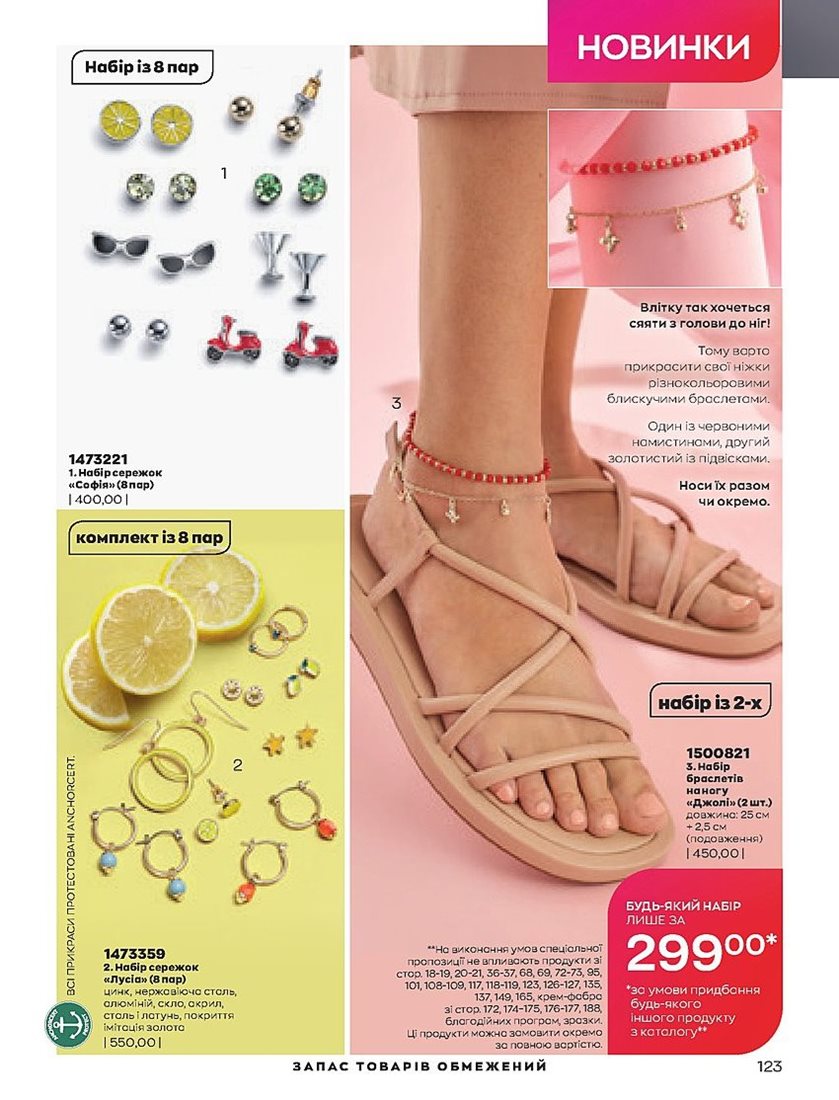 НОВИНКИ
Набір із 8 пар
1
1473221
1. Набір сережок
«Софія» (8 пар)
| 400,00 |
Влітку так хочеться
сяяти з голови до ніг!
Тому варто
прикрасити свої ніжки
різнокольоровими
блискучими браслетами.
Один із червоними
намистинами, другий
золотистий із підвісками.
Носи їх разом
чи окремо.
3
комплект із 8 пар
2
1473359
2. Набір сережок
«Лусіа» (8 пар)
цинк, нержавіюча сталь,
алюміній, скло, акрил,
сталь і латунь, покриття
імітація золота
| 550,00 |
ВСІ ПРИКРАСИ ПРОТЕСТОВАНІ ANCHORCERT.
набір із 2-х
1500821
3. Набір
браслетів
на ногу
«Джолі» (2 шт.)
довжина: 25 см
+ 2,5 см
(подовження)
| 450,00 |
**На виконання умов спеціальної
пропозиції не впливають продукти зі
стор. 18-19, 20-21, 36-37, 68, 69, 72-73, 95,
101, 108-109, 117, 118-119, 123, 126-127, 135,
137, 149, 165, крем-фабра
зі стор. 172, 174-175, 176-177, 188,
благодійних програм, зразки.
Ці продукти можна замовити окремо
за повною вартістю.
БУДЬ-ЯКИЙ НАБІР
ЛИШЕ ЗА
299⁰⁰*
*за умови придбання
будь-якого
іншого продукту
з каталогу**
ЗАПАС ТОВАРІВ ОБМЕЖЕНИЙ
123